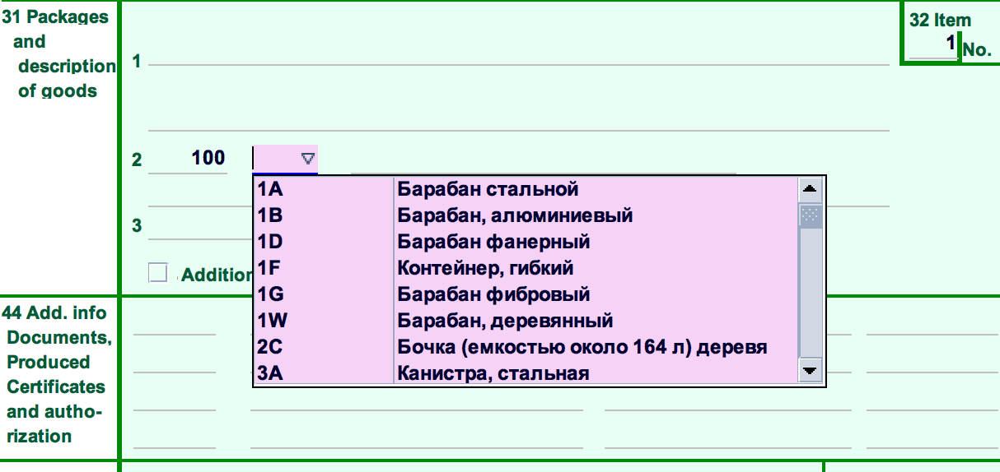 31 Packages
and
description
of goods
32 Item
1
No.
1
2 100
3
Addition
1A Барабан стальной
1B Барабан, алюминиевый
1D Барабан фанерный
1F Контейнер, гибкий
1G Барабан фибровый
1W Барабан, деревянный
2C Бочка (емкостью около 164 л) деревя
3A Канистра, стальная
44 Add. info
Documents,
Produced
Certificates
and autho-
rization